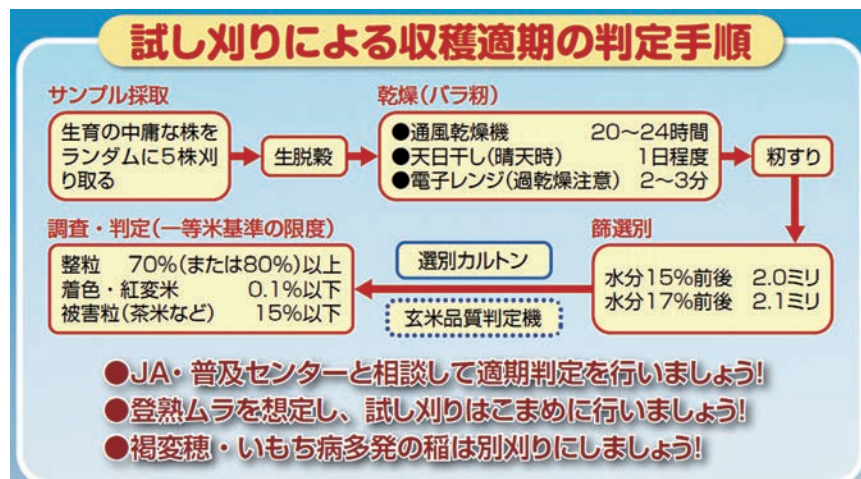 試し刈りによる収穫適期の判定手順
サンプル採取
生育の中庸な株を
ランダムに5株刈
り取る
生脱穀
乾燥(バラ籾)
●通風乾燥機 20〜24時間
●天日干し(晴天時) 1日程度
●電子レンジ(過乾燥注意) 2〜3分
籾すり
篩選別
水分15%前後 2.0ミリ
水分17%前後 2.1ミリ
選別カルトン
玄米品質判定機
調査・判定(一等米基準の限度)
整粒 70%(または80%)以上
着色・紅変米 0.1%以下
被害粒(茶米など) 15%以下
●JA・普及センターと相談して適期判定を行いましょう!
●登熟ムラを想定し、試し刈りはこまめに行いましょう!
●褐変穂・いもち病多発の稲は別刈りにしましょう!